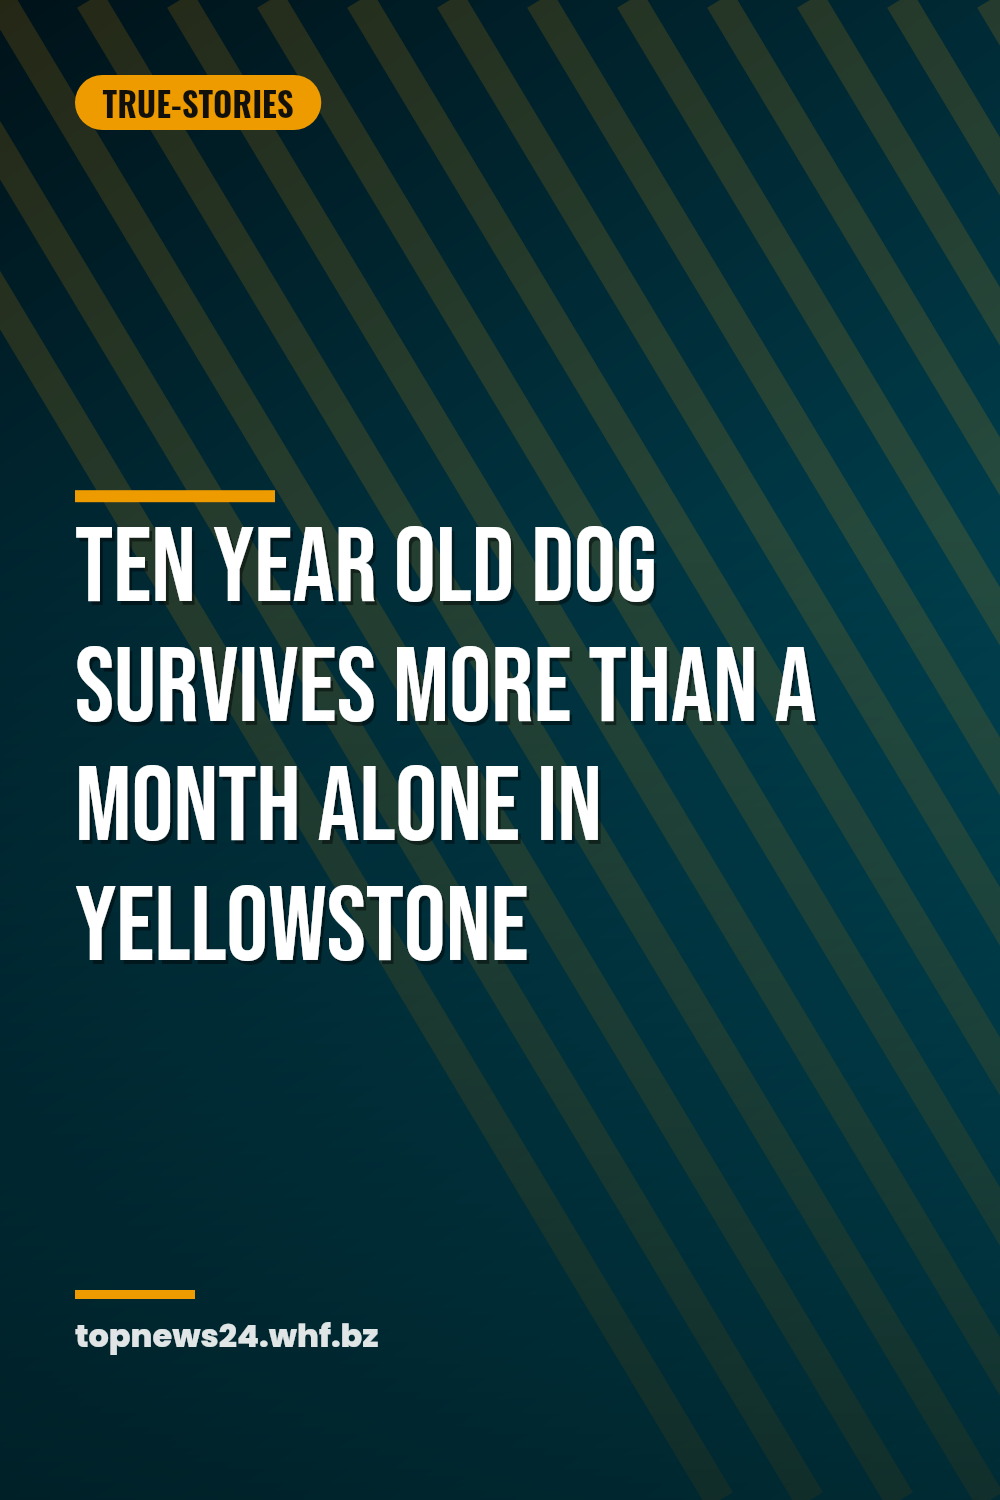 TRUE-STORIES
TEN YEAR OLD DOG
SURVIVES MORE THAN A
MONTH ALONE IN
YELLOWSTONE
topnews24.whf.bz